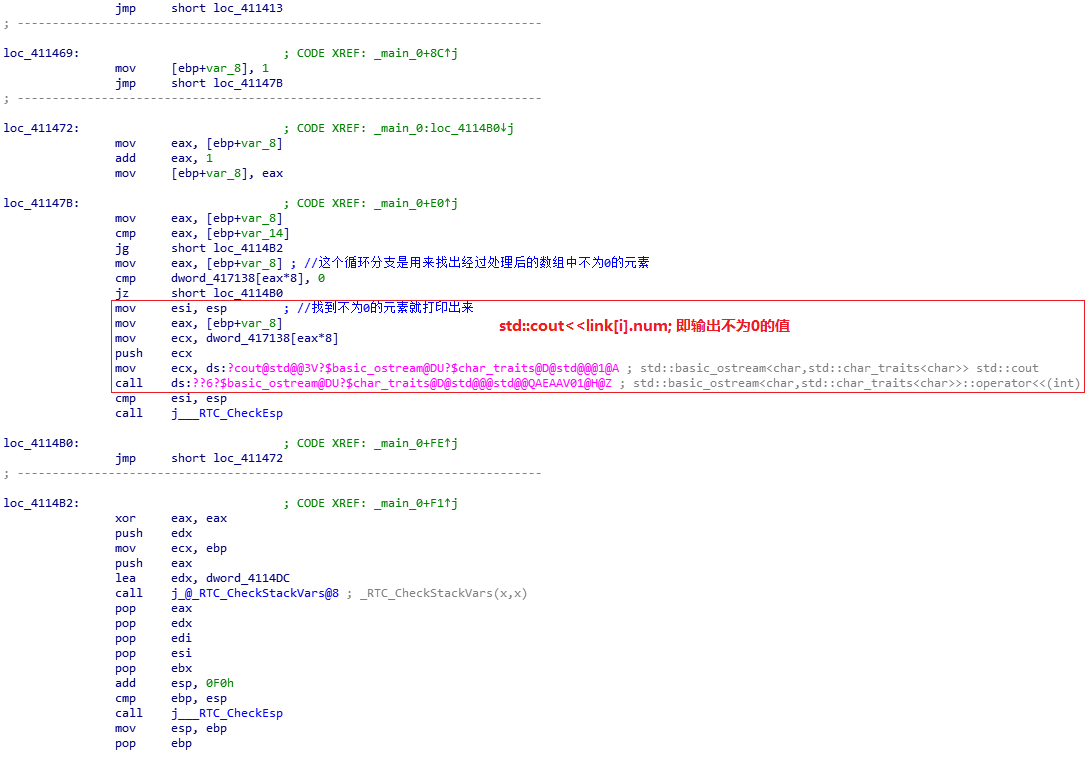 jmp short loc_411413
; ---------------------------------------------------------------------------
loc_411469: ; CODE XREF: _main_0+8C↑j
mov [ebp+var_8], 1
jmp short loc_41147B
; ---------------------------------------------------------------------------
loc_411472: ; CODE XREF: _main_0:loc_4114B0↓j
mov eax, [ebp+var_8]
add eax, 1
mov [ebp+var_8], eax
loc_41147B: ; CODE XREF: _main_0+E0↑j
mov eax, [ebp+var_8]
cmp eax, [ebp+var_14]
jg short loc_4114B2
mov eax, [ebp+var_8] ; //这个循环分支是用来找出经过处理后的数组中不为0的元素
cmp dword_417138[eax*8], 0
jz short loc_4114B0
mov esi, esp ; //找到不为0的元素就打印出来
mov eax, [ebp+var_8] std::cout<<link[i].num; 即输出不为0的值
mov ecx, dword_417138[eax*8]
push ecx
mov ecx, ds:?cout@std@@3V?$basic_ostream@DU?$char_traits@D@std@@@1@A ; std::basic_ostream<char,std::char_traits<char>> std::cout
call ds:??6?$basic_ostream@DU?$char_traits@D@std@@@std@@QAEAAV01@H@Z ; std::basic_ostream<char,std::char_traits<char>>::operator<<(int)
cmp esi, esp
call j___RTC_CheckEsp
loc_4114B0: ; CODE XREF: _main_0+FE↑j
jmp short loc_411472
; ---------------------------------------------------------------------------
loc_4114B2: ; CODE XREF: _main_0+F1↑j
xor eax, eax
push edx
mov ecx, ebp
push eax
lea edx, dword_4114DC
call j_@_RTC_CheckStackVars@8 ; _RTC_CheckStackVars(x,x)
pop eax
pop edx
pop edi
pop esi
pop ebx
add esp, 0F0h
cmp ebp, esp
call j___RTC_CheckEsp
mov esp, ebp
pop ebp